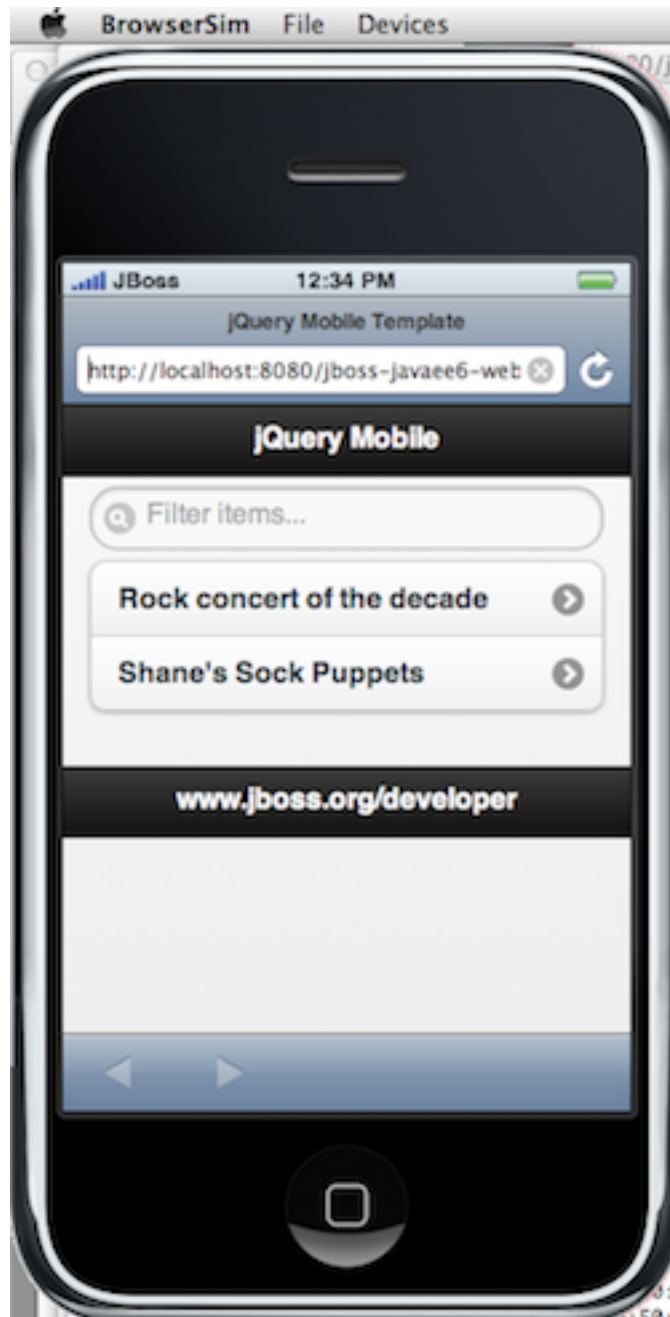 BrowserSim File Devices
JBoss 12:34 PM
jQuery Mobile Template
http://localhost:8080/jboss-javaee6-web
jQuery Mobile
Filter items...
Rock concert of the decade
Shane's Sock Puppets
www.jboss.org/developer